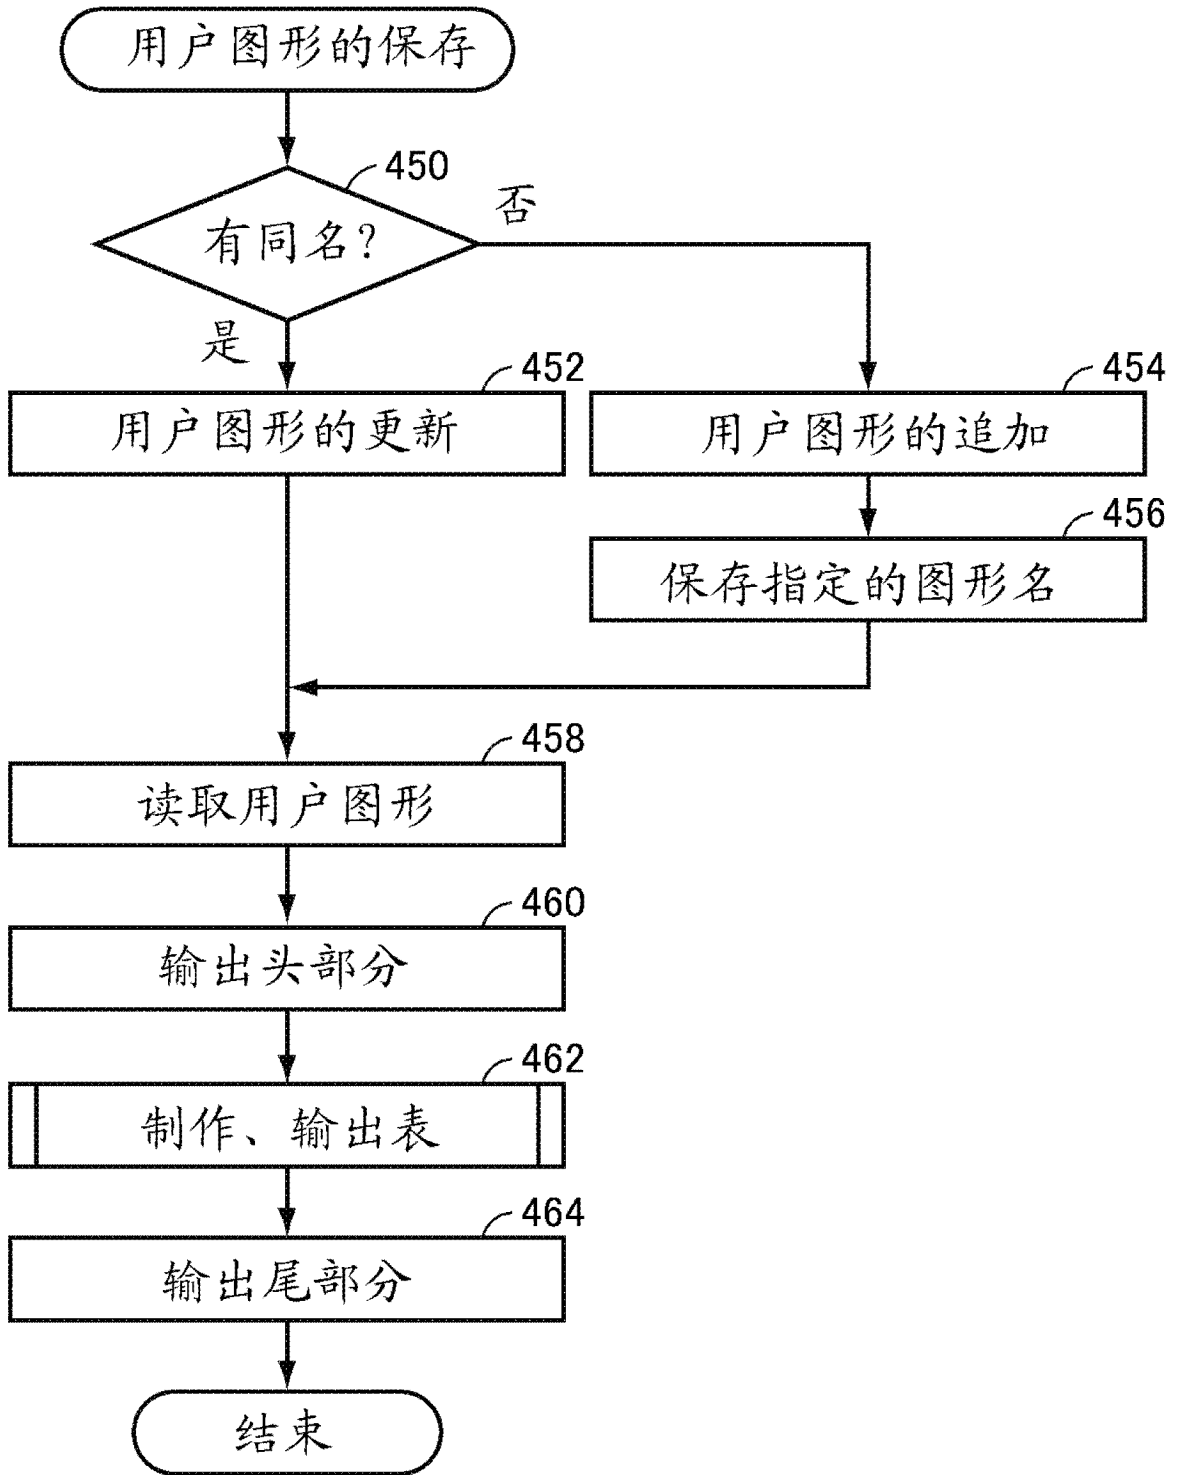 用户图形的保存
450
否
有同名?
是
452
用户图形的更新
454
用户图形的追加
456
保存指定的图形名
458
读取用户图形
460
输出头部分
462
制作、输出表
464
输出尾部分
结束